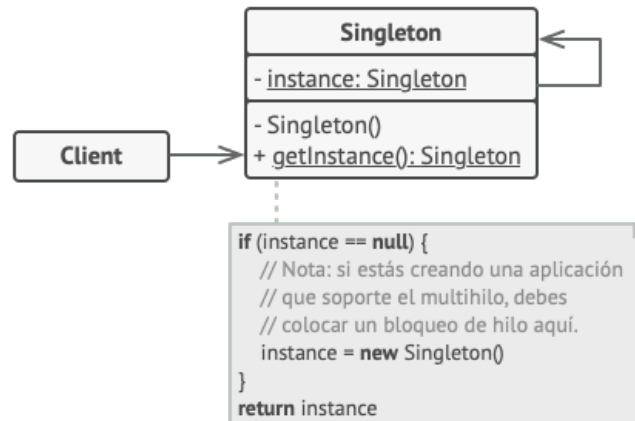 Singleton
- instance: Singleton
- Singleton()
+ getInstance(): Singleton
Client
if (instance == null) {
// Nota: si estás creando una aplicación
// que soporte el multihilo, debes
// colocar un bloqueo de hilo aquí.
instance = new Singleton()
}
return instance